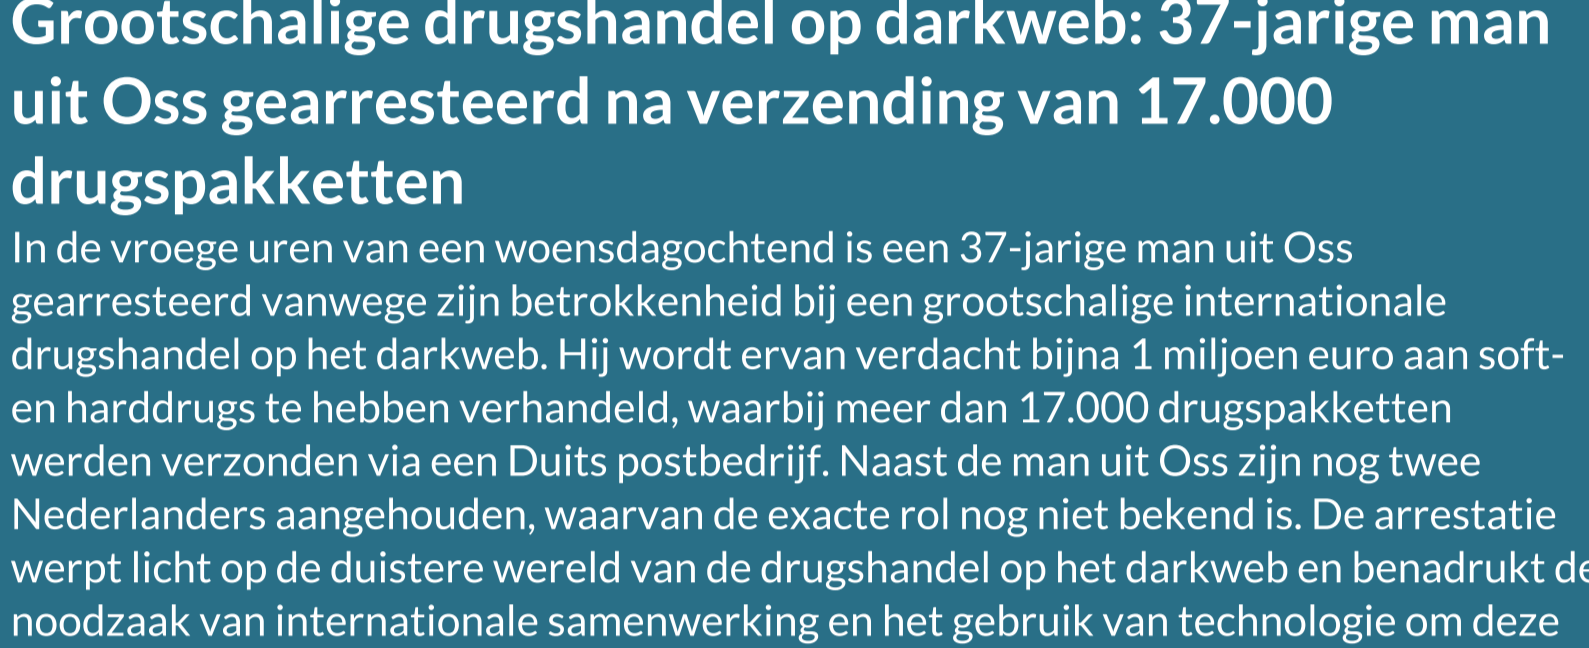 Grootschalige drugshandel op darkweb: 37-jarige man
uit Oss gearresteerd na verzending van 17.000
drugspakketten
In de vroege uren van een woensdagochtend is een 37-jarige man uit Oss
gearresteerd vanwege zijn betrokkenheid bij een grootschalige internationale
drugshandel op het darkweb. Hij wordt ervan verdacht bijna 1 miljoen euro aan soft-
en harddrugs te hebben verhandeld, waarbij meer dan 17.000 drugspakketten
werden verzonden via een Duits postbedrijf. Naast de man uit Oss zijn nog twee
Nederlanders aangehouden, waarvan de exacte rol nog niet bekend is. De arrestatie
werpt licht op de duistere wereld van de drugshandel op het darkweb en benadrukt de
noodzaak van internationale samenwerking en het gebruik van technologie om deze